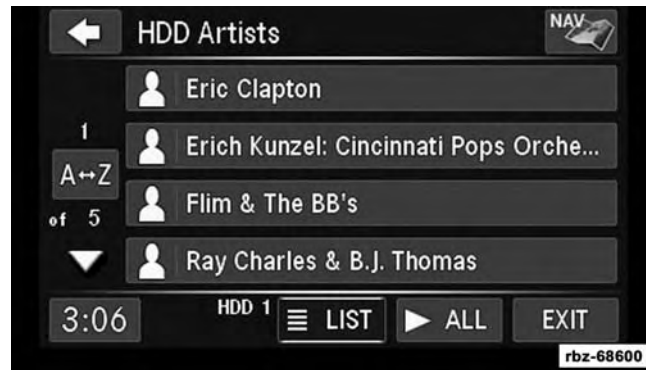 HDD Artists
NAV
Eric Clapton
1
Erich Kunzel: Cincinnati Pops Orche...
A↔Z
Flim & The BB's
of 5
Ray Charles & B.J. Thomas
3:06
HDD 1
LIST
ALL
EXIT
rbz-68600